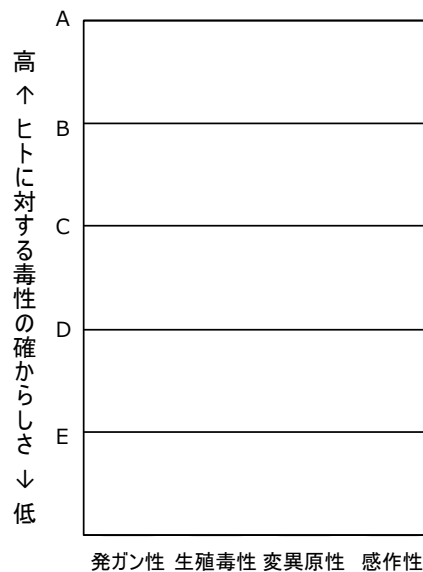 A
B
C
D
E
高 ↑ ヒトに対する毒性の確からしさ ↓ 低
発ガン性 生殖毒性 変異原性 感作性